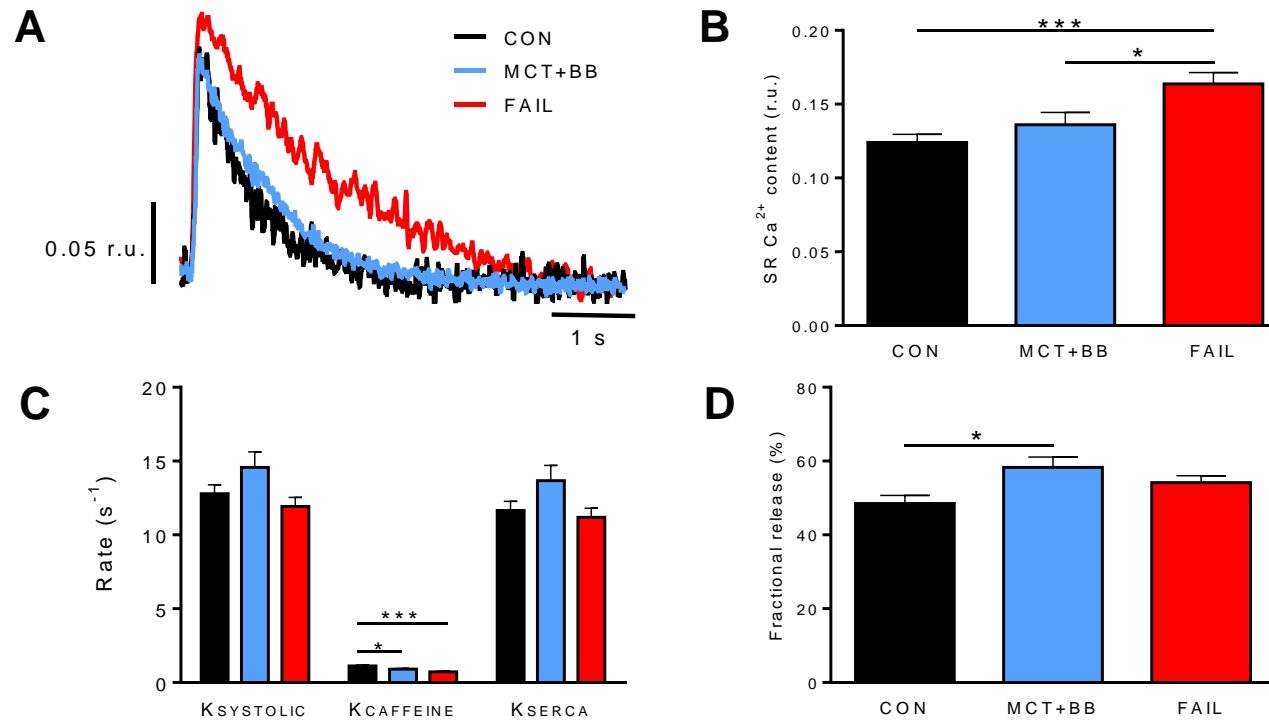 A
CON
MCT+BB
FAIL
0.05 r.u.
1 s
B
SR Ca²⁺ content (r.u.)
0.20
0.15
0.10
0.05
0.00
***
*
CON MCT+BB FAIL
C
Rate (s⁻¹)
20
15
10
5
0
***
*
KSYSTOLIC KCAFFEINE KSERCA
D
Fractional release (%)
80
60
40
20
0
*
CON MCT+BB FAIL